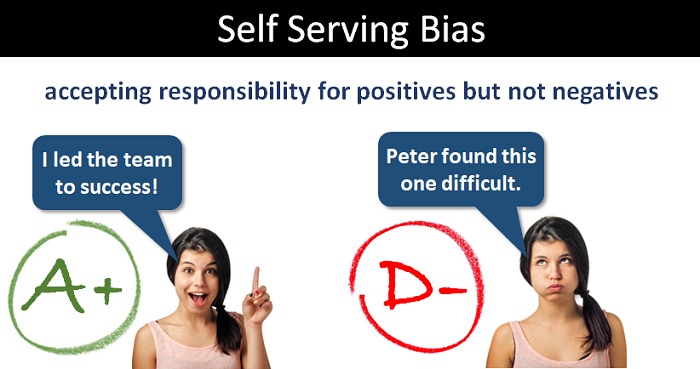 Self Serving Bias
accepting responsibility for positives but not negatives
I led the team
to success!
A+
Peter found this
one difficult.
D-